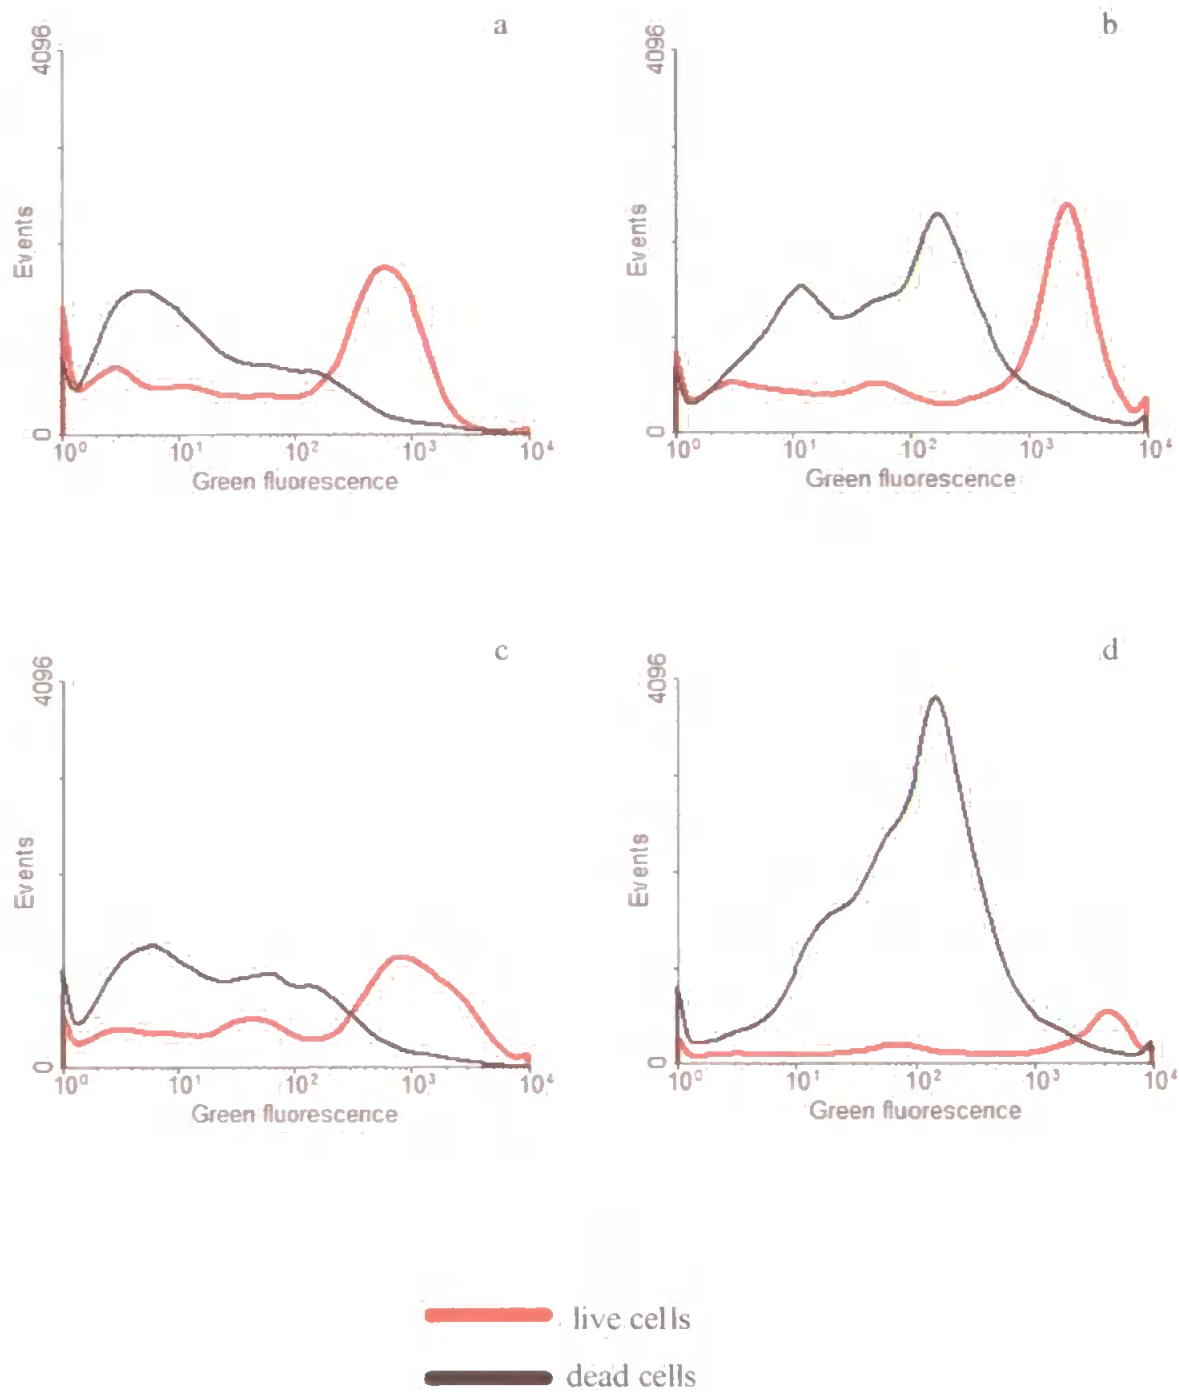 a
4096
Events
0
10⁰ 10¹ 10² 10³ 10⁴
Green fluorescence
b
4096
Events
0
10⁰ 10¹ 10² 10³ 10⁴
Green fluorescence
c
4096
Events
0
10⁰ 10¹ 10² 10³ 10⁴
Green fluorescence
d
4096
Events
0
10⁰ 10¹ 10² 10³ 10⁴
Green fluorescence
live cells
dead cells